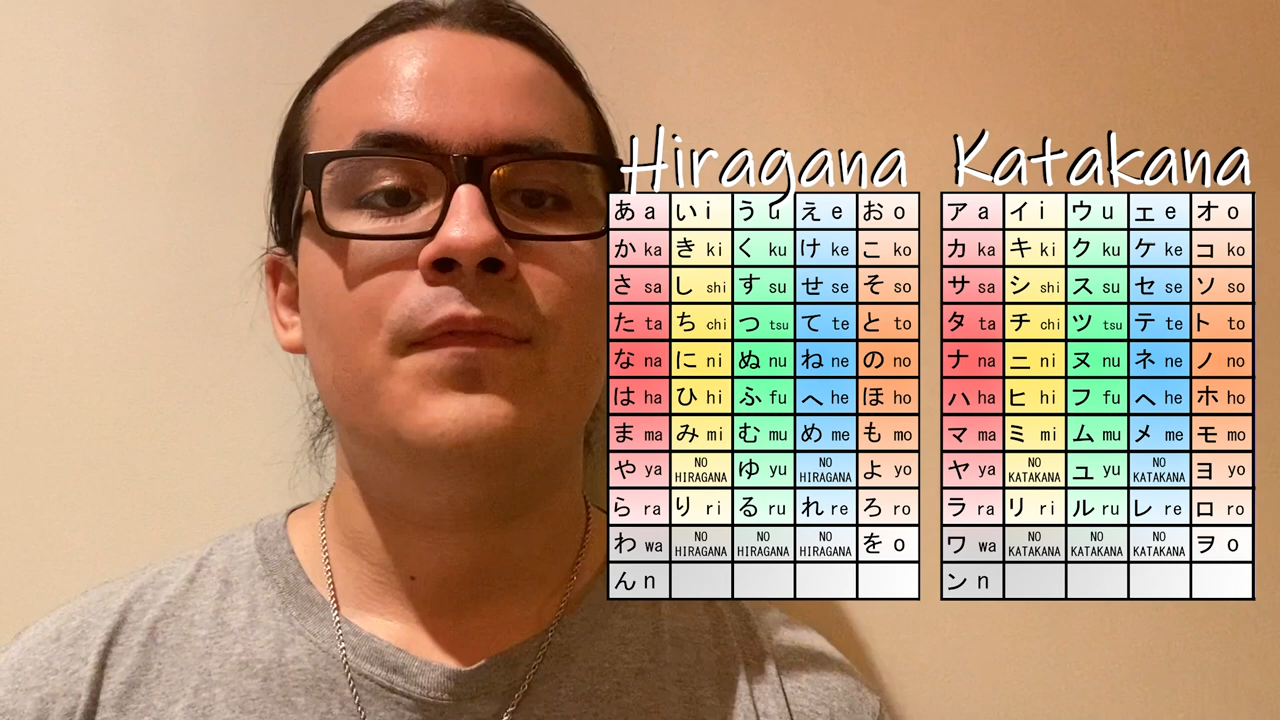 Hiragana
あ a い i う u え e お o
か ka き ki く ku け ke こ ko
さ sa し shi す su せ se そ so
た ta ち chi つ tsu て te と to
な na に ni ぬ nu ね ne の no
は ha ひ hi ふ fu へ he ほ ho
ま ma み mi む mu め me も mo
や ya NO HIRAGANA ゆ yu NO HIRAGANA よ yo
ら ra り ri る ru れ re ろ ro
わ wa NO HIRAGANA NO HIRAGANA NO HIRAGANA を o
ん n
Katakana
ア a イ i ウ u エ e オ o
カ ka キ ki ク ku ケ ke コ ko
サ sa シ shi ス su セ se ソ so
タ ta チ chi ツ tsu テ te ト to
ナ na ニ ni ヌ nu ネ ne ノ no
ハ ha ヒ hi フ fu ヘ he ホ ho
マ ma ミ mi ム mu メ me モ mo
ヤ ya NO KATAKANA ユ yu NO KATAKANA ヨ yo
ラ ra リ ri ル ru レ re ロ ro
ワ wa NO KATAKANA NO KATAKANA NO KATAKANA ヲ o
ン n